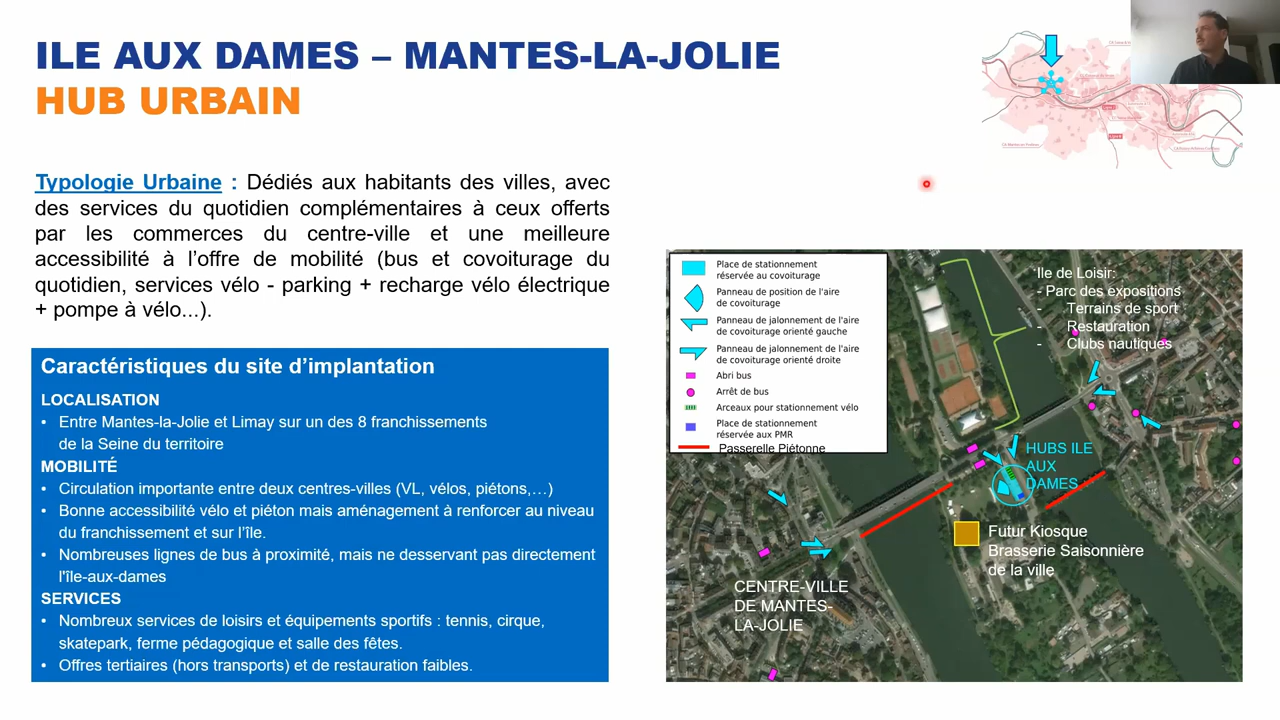 ILE AUX DAMES – MANTES-LA-JOLIE
HUB URBAIN
Typologie Urbaine : Dédiés aux habitants des villes, avec
des services du quotidien complémentaires à ceux offerts
par les commerces du centre-ville et une meilleure
accessibilité à l’offre de mobilité (bus et covoiturage du
quotidien, services vélo - parking + recharge vélo électrique
+ pompe à vélo...).
Caractéristiques du site d’implantation
LOCALISATION
• Entre Mantes-la-Jolie et Limay sur un des 8 franchissements
de la Seine du territoire
MOBILITÉ
• Circulation importante entre deux centres-villes (VL, vélos, piétons,…)
• Bonne accessibilité vélo et piéton mais aménagement à renforcer au niveau
du franchissement et sur l’île.
• Nombreuses lignes de bus à proximité, mais ne desservant pas directement
l'île-aux-dames
SERVICES
• Nombreux services de loisirs et équipements sportifs : tennis, cirque,
skatepark, ferme pédagogique et salle des fêtes.
• Offres tertiaires (hors transports) et de restauration faibles.
Place de stationnement
réservée au covoiturage
Panneau de position de l'aire
de covoiturage
Panneau de jalonnement de l'aire
de covoiturage orienté gauche
Panneau de jalonnement de l'aire
de covoiturage orienté droite
Abri bus
Arrêt de bus
Arceaux pour stationnement vélo
Place de stationnement
réservée aux PMR
Passerelle Piétonne
Ile de Loisir:
- Parc des expositions
- Terrains de sport
- Restauration
- Clubs nautiques
HUBS ILE
AUX
DAMES
Futur Kiosque
Brasserie Saisonnière
de la ville
CENTRE-VILLE
DE MANTES-
LA-JOLIE